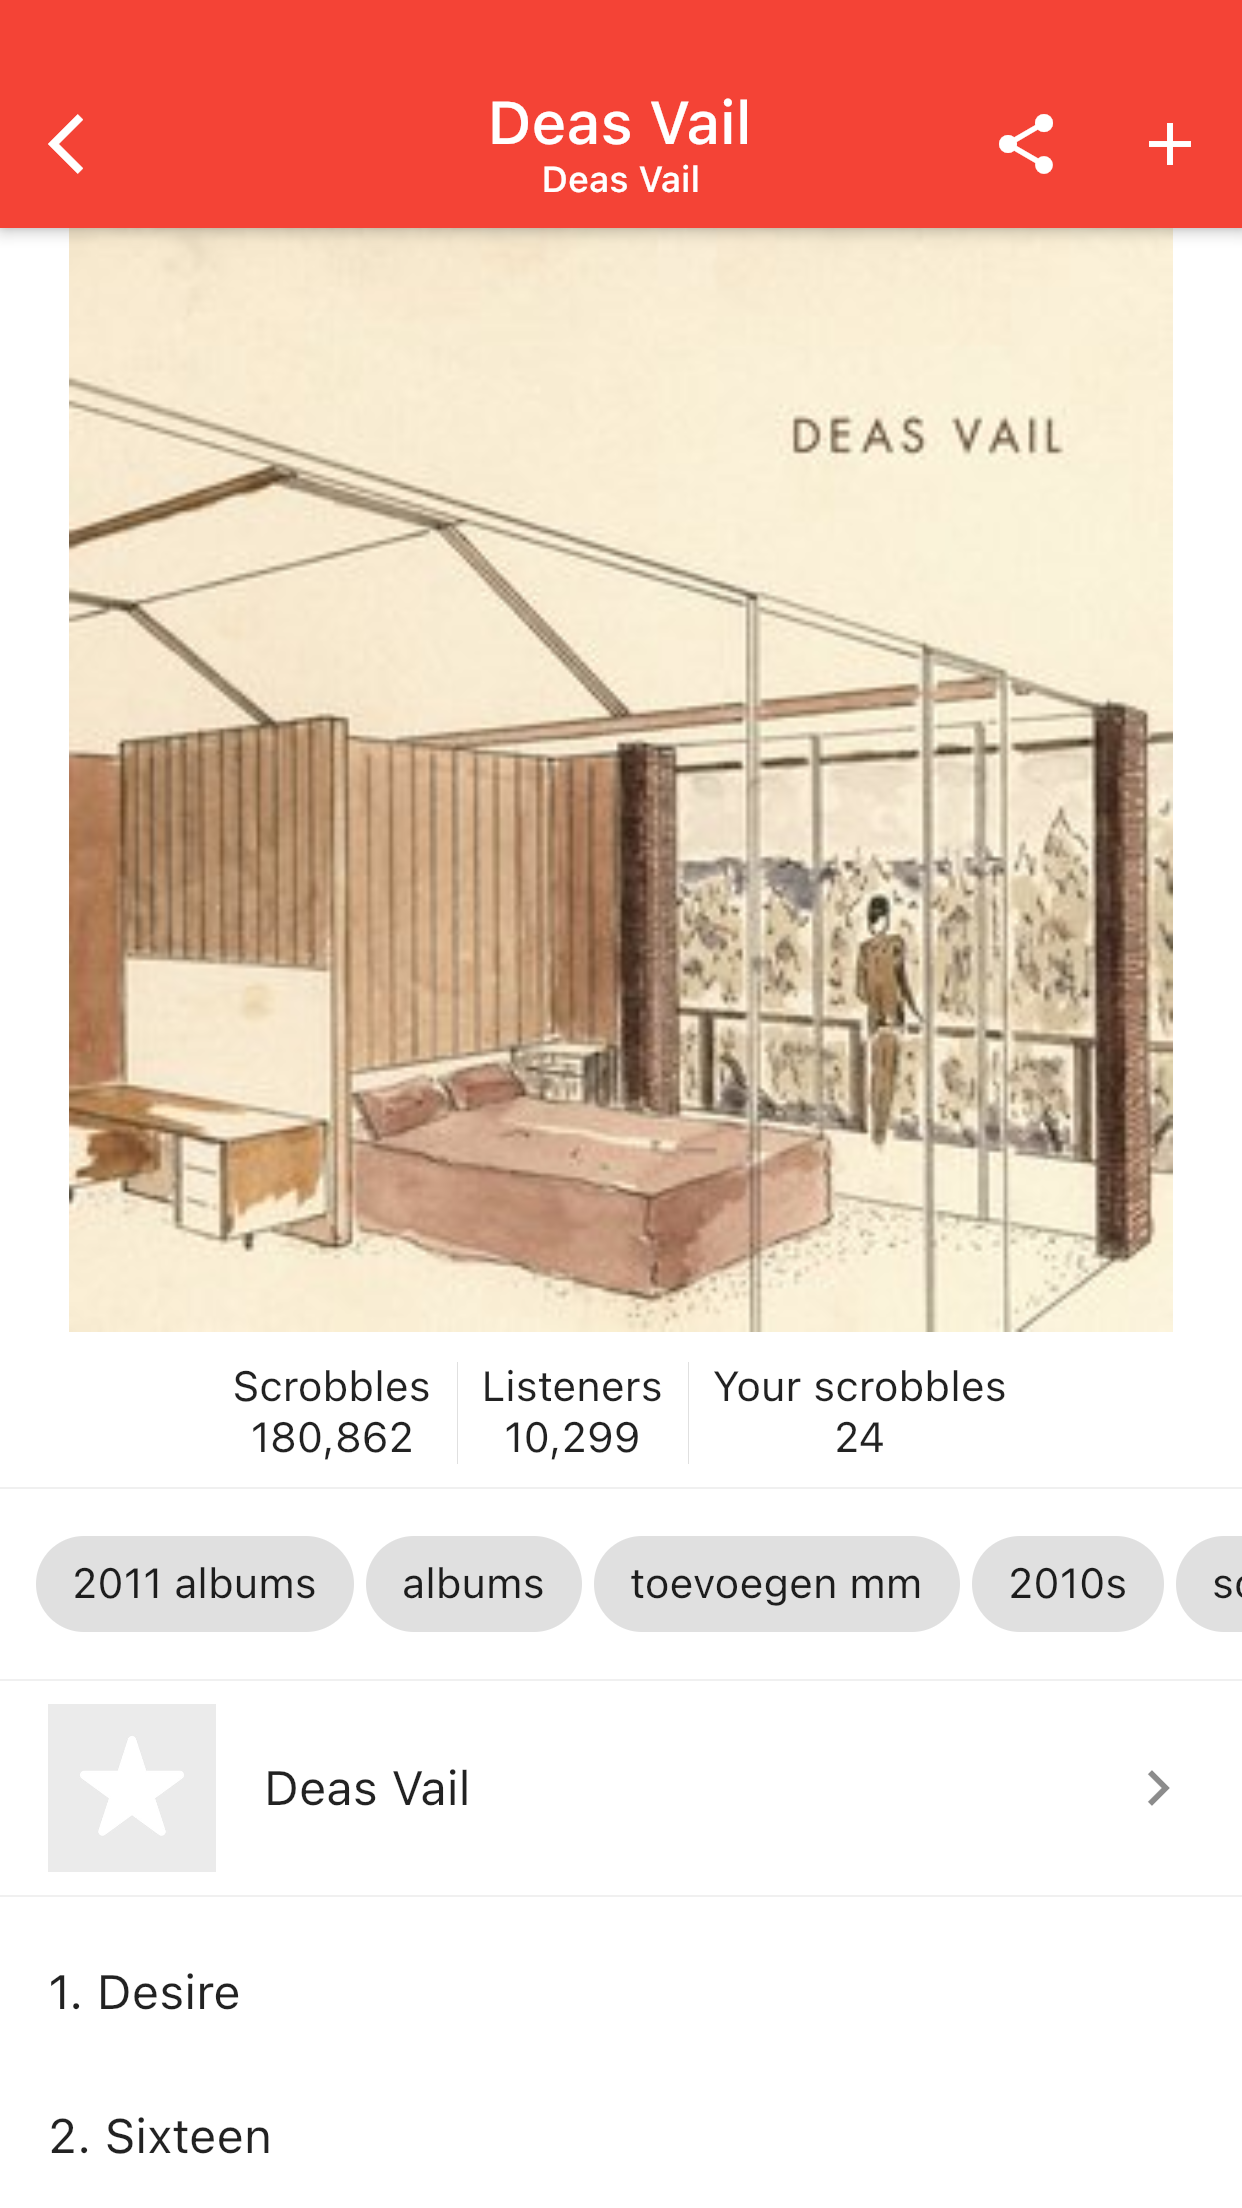 Deas Vail
Deas Vail
DEAS VAIL
Scrobbles
180,862
Listeners
10,299
Your scrobbles
24
2011 albums
albums
toevoegen mm
2010s
Deas Vail
1. Desire
2. Sixteen